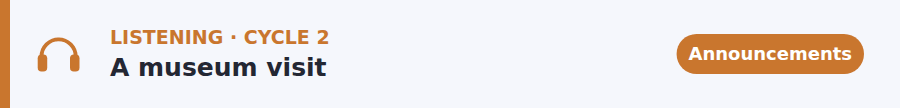 LISTENING · CYCLE 2
A museum visit
Announcements